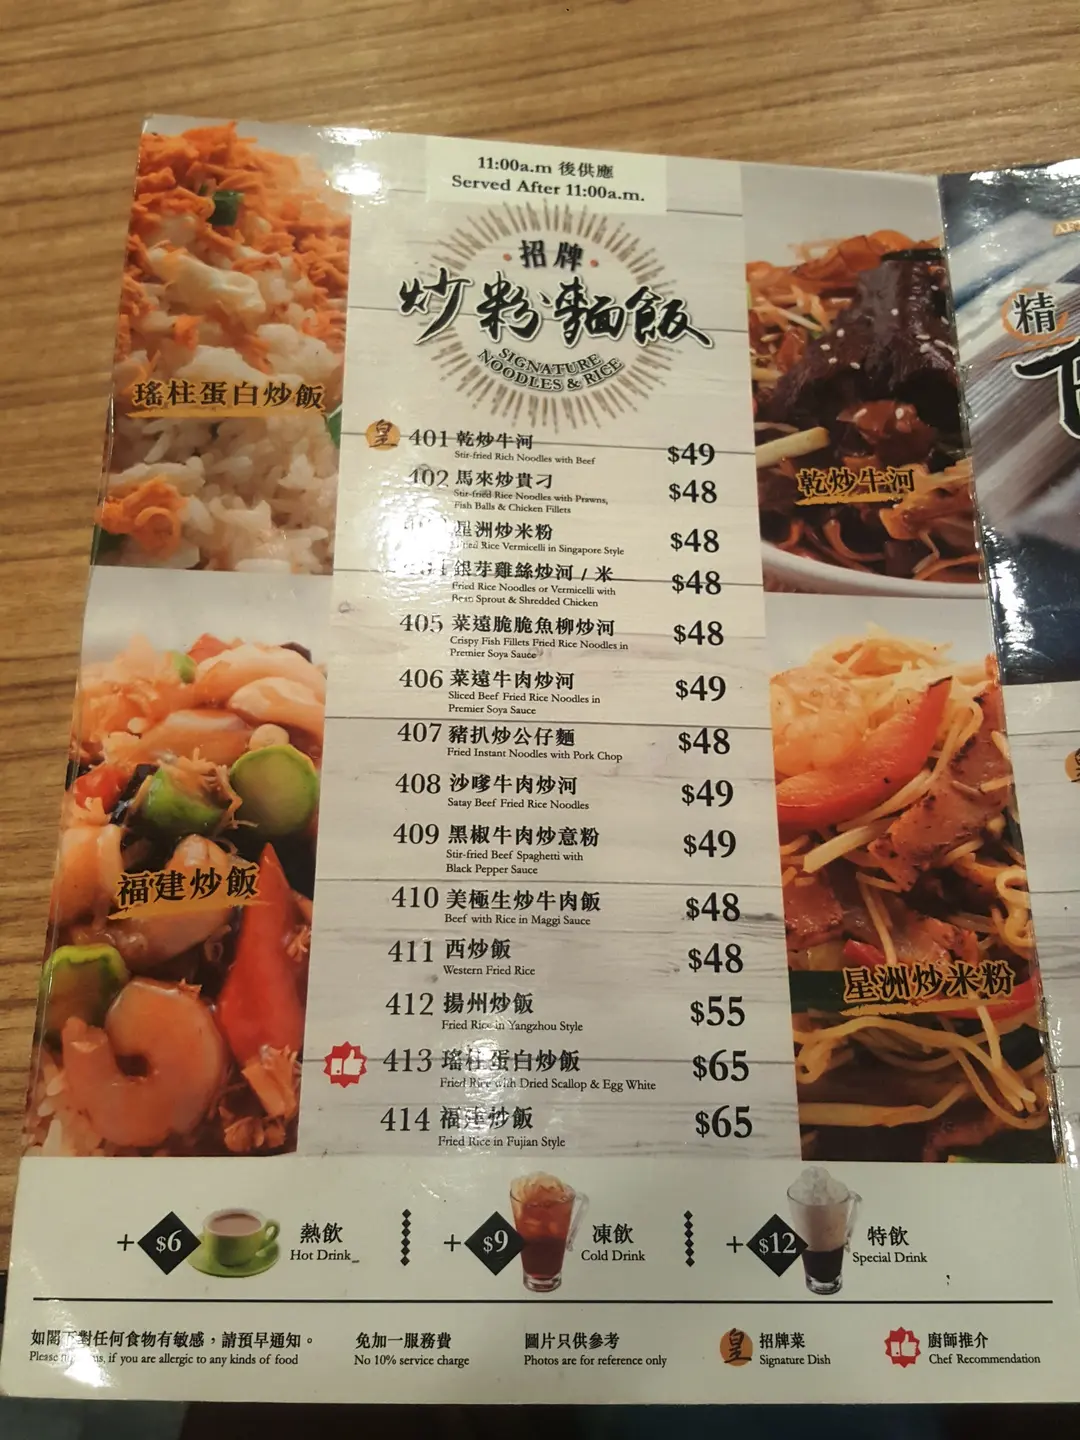 11:00a.m 後供應
Served After 11:00a.m.
招牌
炒粉麵飯
SIGNATURE
NOODLES & RICE
瑤柱蛋白炒飯
乾炒牛河
福建炒飯
星洲炒米粉
精
皇 401 乾炒牛河 $49
Stir-fried Rich Noodles with Beef
402 馬來炒貴刁 $48
Stir-fried Rice Noodles with Prawns,
Fish Balls & Chicken Fillets
星洲炒米粉 $48
Fried Rice Vermicelli in Singapore Style
銀芽雞絲炒河 / 米 $48
Fried Rice Noodles or Vermicelli with
Bean Sprout & Shredded Chicken
405 菜遠脆脆魚柳炒河 $48
Crispy Fish Fillets Fried Rice Noodles in
Premier Soya Sauce
406 菜遠牛肉炒河 $49
Sliced Beef Fried Rice Noodles in
Premier Soya Sauce
407 豬扒炒公仔麵 $48
Fried Instant Noodles with Pork Chop
408 沙嗲牛肉炒河 $49
Satay Beef Fried Rice Noodles
409 黑椒牛肉炒意粉 $49
Stir-fried Beef Spaghetti with
Black Pepper Sauce
410 美極生炒牛肉飯 $48
Beef with Rice in Maggi Sauce
411 西炒飯 $48
Western Fried Rice
412 揚州炒飯 $55
Fried Rice in Yangzhou Style
413 瑤柱蛋白炒飯 $65
Fried Rice with Dried Scallop & Egg White
414 福建炒飯 $65
Fried Rice in Fujian Style
+ $6 熱飲
Hot Drink
+ $9 凍飲
Cold Drink
+ $12 特飲
Special Drink
如閣下對任何食物有敏感，請預早通知。
Please if you are allergic to any kinds of food
免加一服務費
No 10% service charge
圖片只供參考
Photos are for reference only
皇 招牌菜
Signature Dish
廚師推介
Chef Recommendation